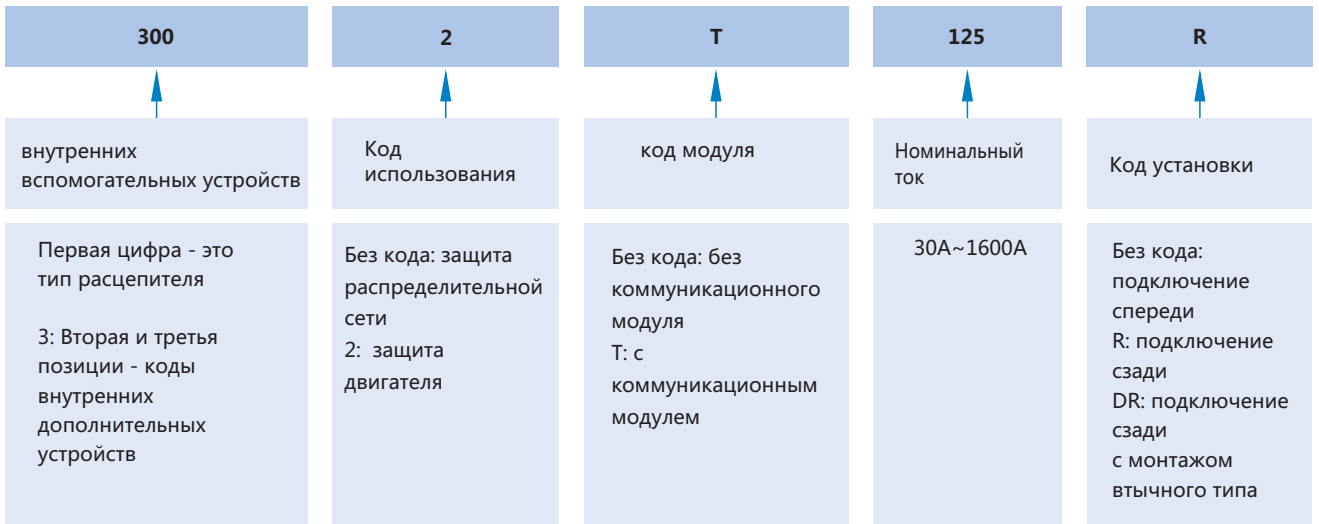 300
2
T
125
R
внутренних
вспомогательных устройств
Код
использования
код модуля
Номинальный
ток
Код установки
Первая цифра - это
тип расцепителя
3: Вторая и третья
позиции - коды
внутренних
дополнительных
устройств
Без кода: защита
распределительной
сети
2: защита
двигателя
Без кода: без
коммуникационного
модуля
T: с
коммуникационным
модулем
30A~1600A
Без кода:
подключение
спереди
R: подключение
сзади
DR: подключение
сзади
с монтажом
втычного типа